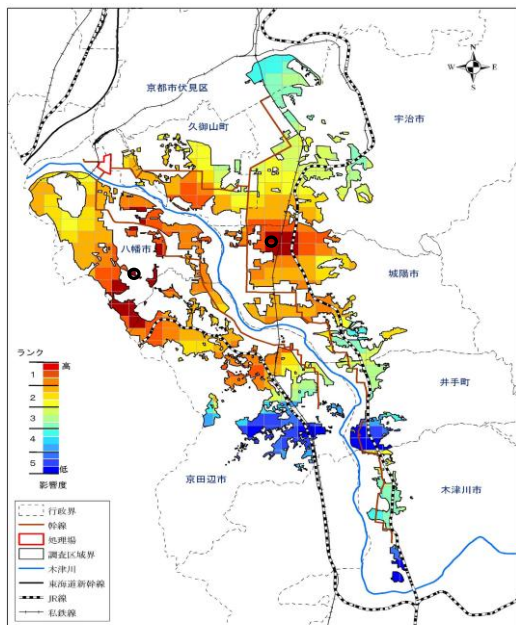 N
W E
S
京都市伏見区
宇治市
久御山町
八幡市
城陽市
井手町
京田辺市
木津川市
ランク
高
1
2
3
4
5
低
影響度
行政界
幹線
処理場
調査区域界
木津川
東海道新幹線
JR線
私鉄線